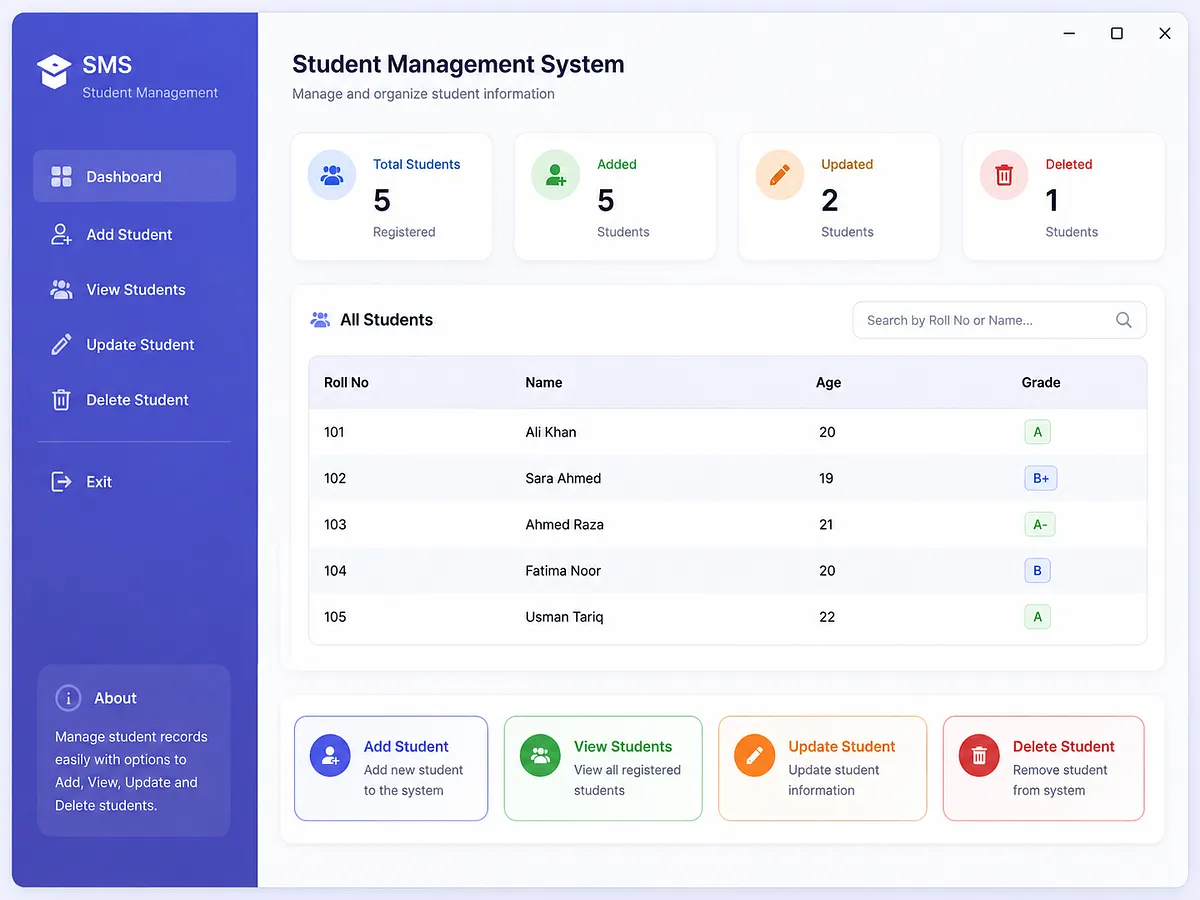 SMS
Student Management
Dashboard
Add Student
View Students
Update Student
Delete Student
Exit
About
Manage student records
easily with options to
Add, View, Update and
Delete students.
Student Management System
Manage and organize student information
Total Students
5
Registered
Added
5
Students
Updated
2
Students
Deleted
1
Students
All Students
Search by Roll No or Name...
Roll No Name Age Grade
101 Ali Khan 20 A
102 Sara Ahmed 19 B+
103 Ahmed Raza 21 A-
104 Fatima Noor 20 B
105 Usman Tariq 22 A
Add Student
Add new student
to the system
View Students
View all registered
students
Update Student
Update student
information
Delete Student
Remove student
from system